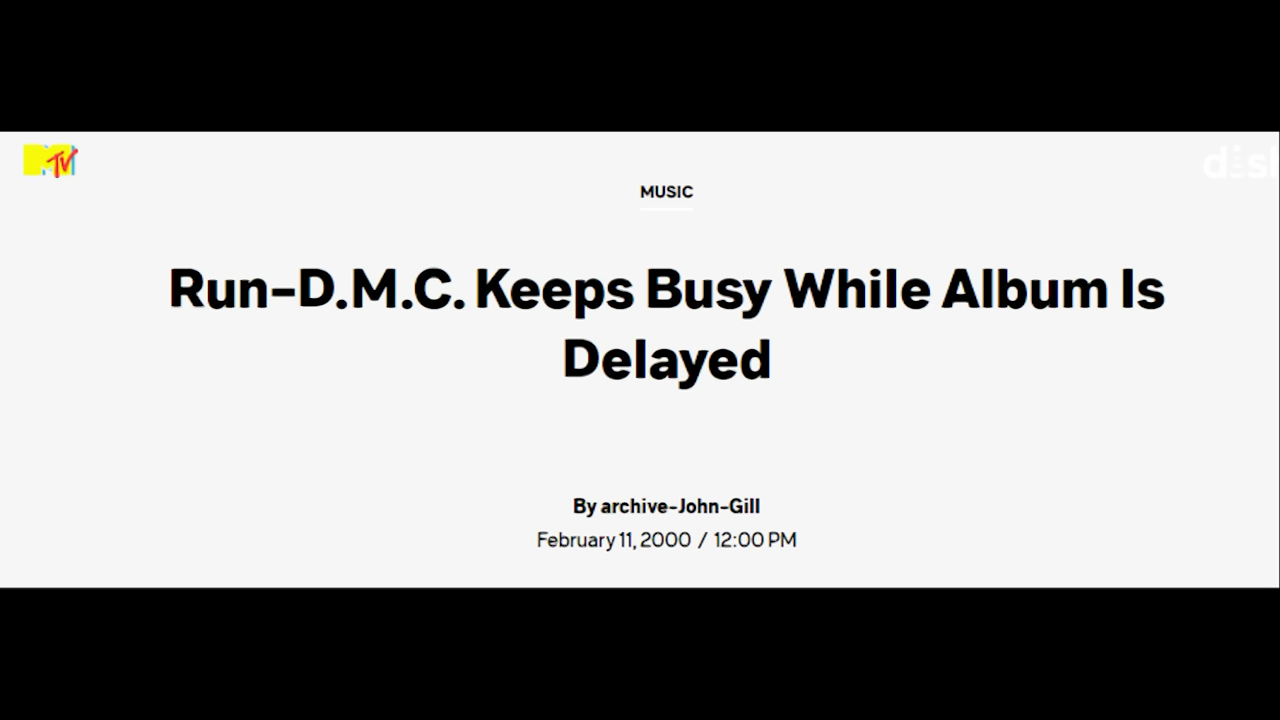 MTV
MUSIC
Run-D.M.C. Keeps Busy While Album Is
Delayed
By archive-John-Gill
February 11, 2000 / 12:00 PM